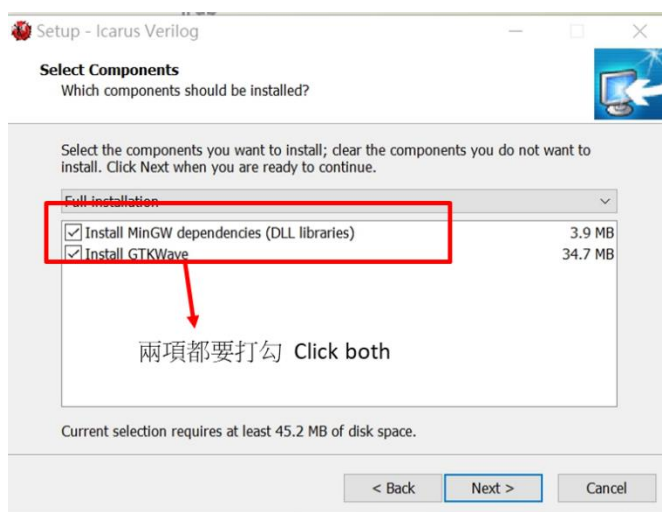 Setup - Icarus Verilog
Select Components
Which components should be installed?
Select the components you want to install; clear the components you do not want to
install. Click Next when you are ready to continue.
Full installation
Install MinGW dependencies (DLL libraries) 3.9 MB
Install GTKWave 34.7 MB
兩項都要打勾 Click both
Current selection requires at least 45.2 MB of disk space.
< Back Next > Cancel